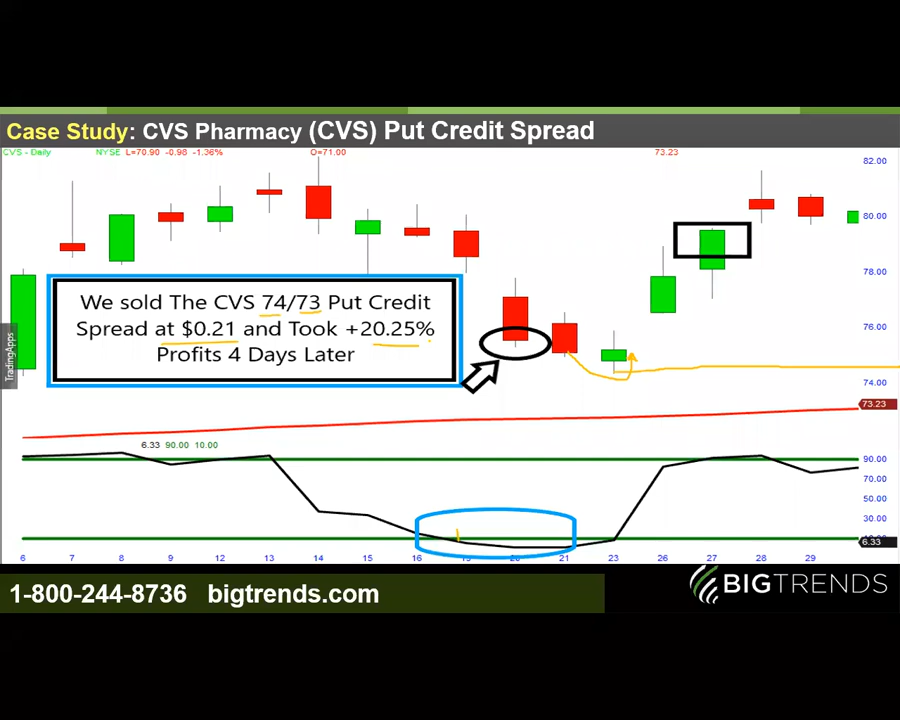 Case Study: CVS Pharmacy (CVS) Put Credit Spread
CVS - Daily NYSE L=70.90 -0.98 -1.36% O=71.00 73.23
82.00
80.00
78.00
76.00
74.00
73.23
We sold The CVS 74/73 Put Credit
Spread at $0.21 and Took +20.25%
Profits 4 Days Later
TradingApps
6.33 90.00 10.00
90.00
70.00
50.00
30.00
6.33
6 7 8 9 12 13 14 15 16 19 20 21 23 26 27 28 29
1-800-244-8736 bigtrends.com
BIGTRENDS